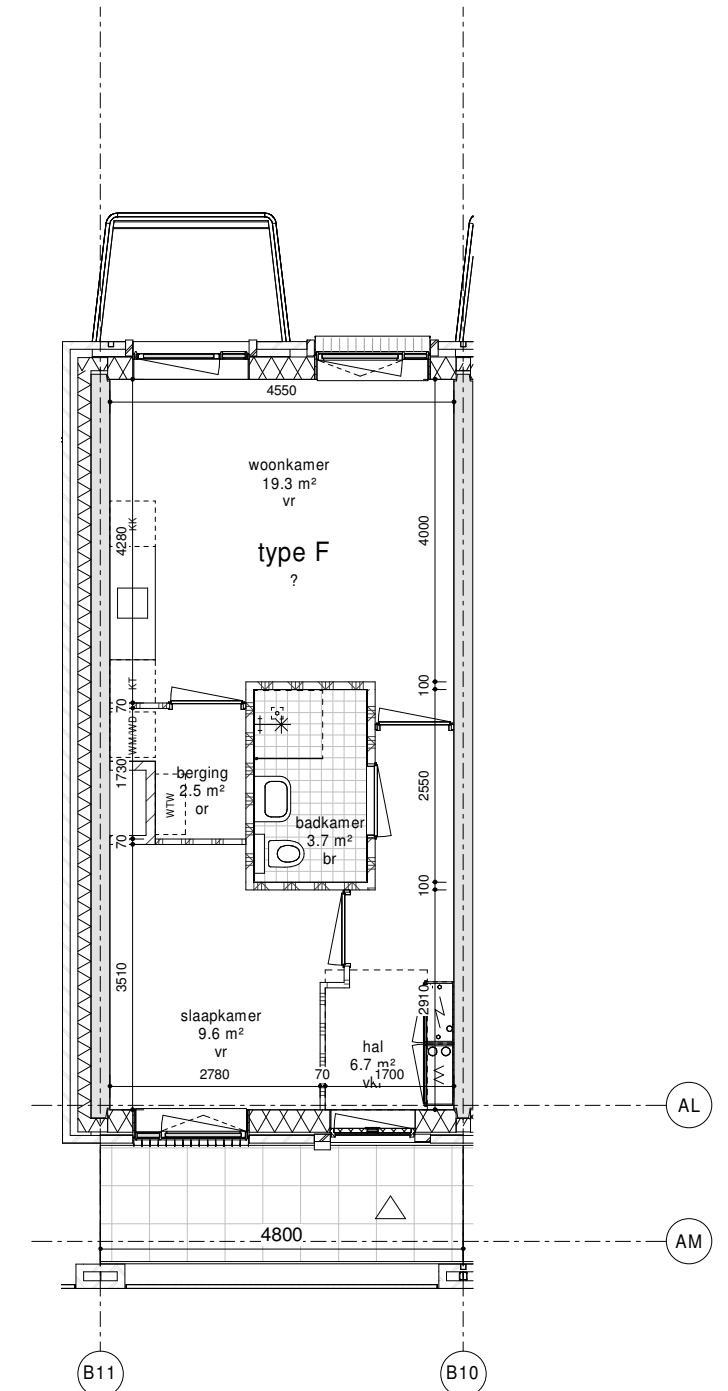 4550
woonkamer
19.3 m²
vr
4280
KK
4000
type F
?
KT
70
100
WM/WD
1730
berging
2.5 m²
or
WTW
2550
badkamer
3.7 m²
br
70
100
3510
2910
slaapkamer
9.6 m²
vr
hal
6.7 m²
2780
70
1700
AL
4800
AM
B11
B10